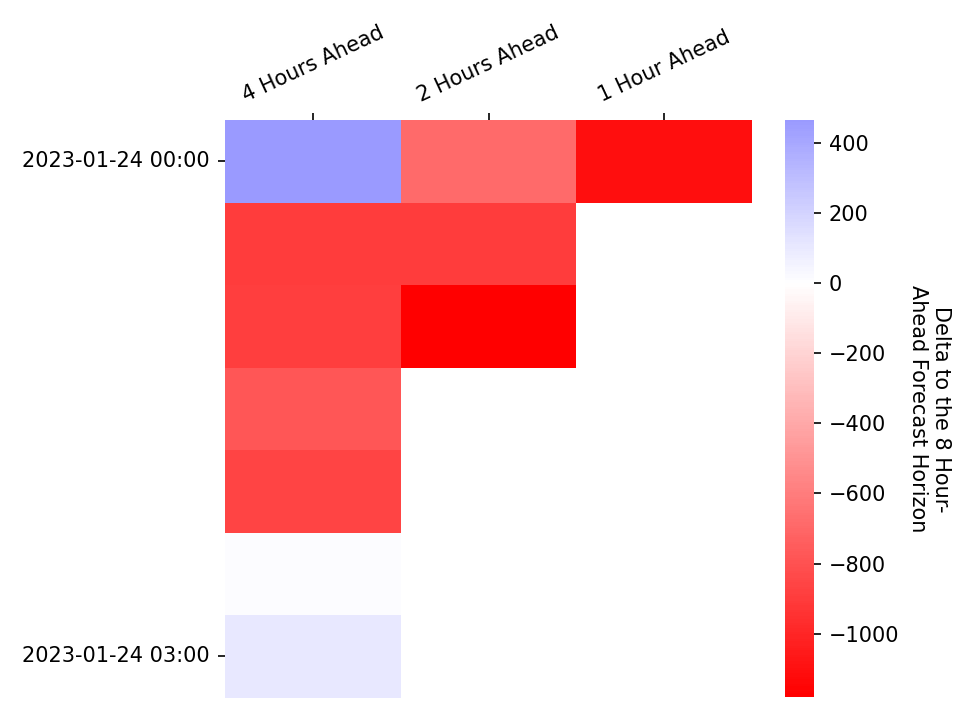 4 Hours Ahead
2 Hours Ahead
1 Hour Ahead
2023-01-24 00:00
2023-01-24 03:00
400
200
0
−200
−400
−600
−800
−1000
Delta to the 8 Hour-
Ahead Forecast Horizon